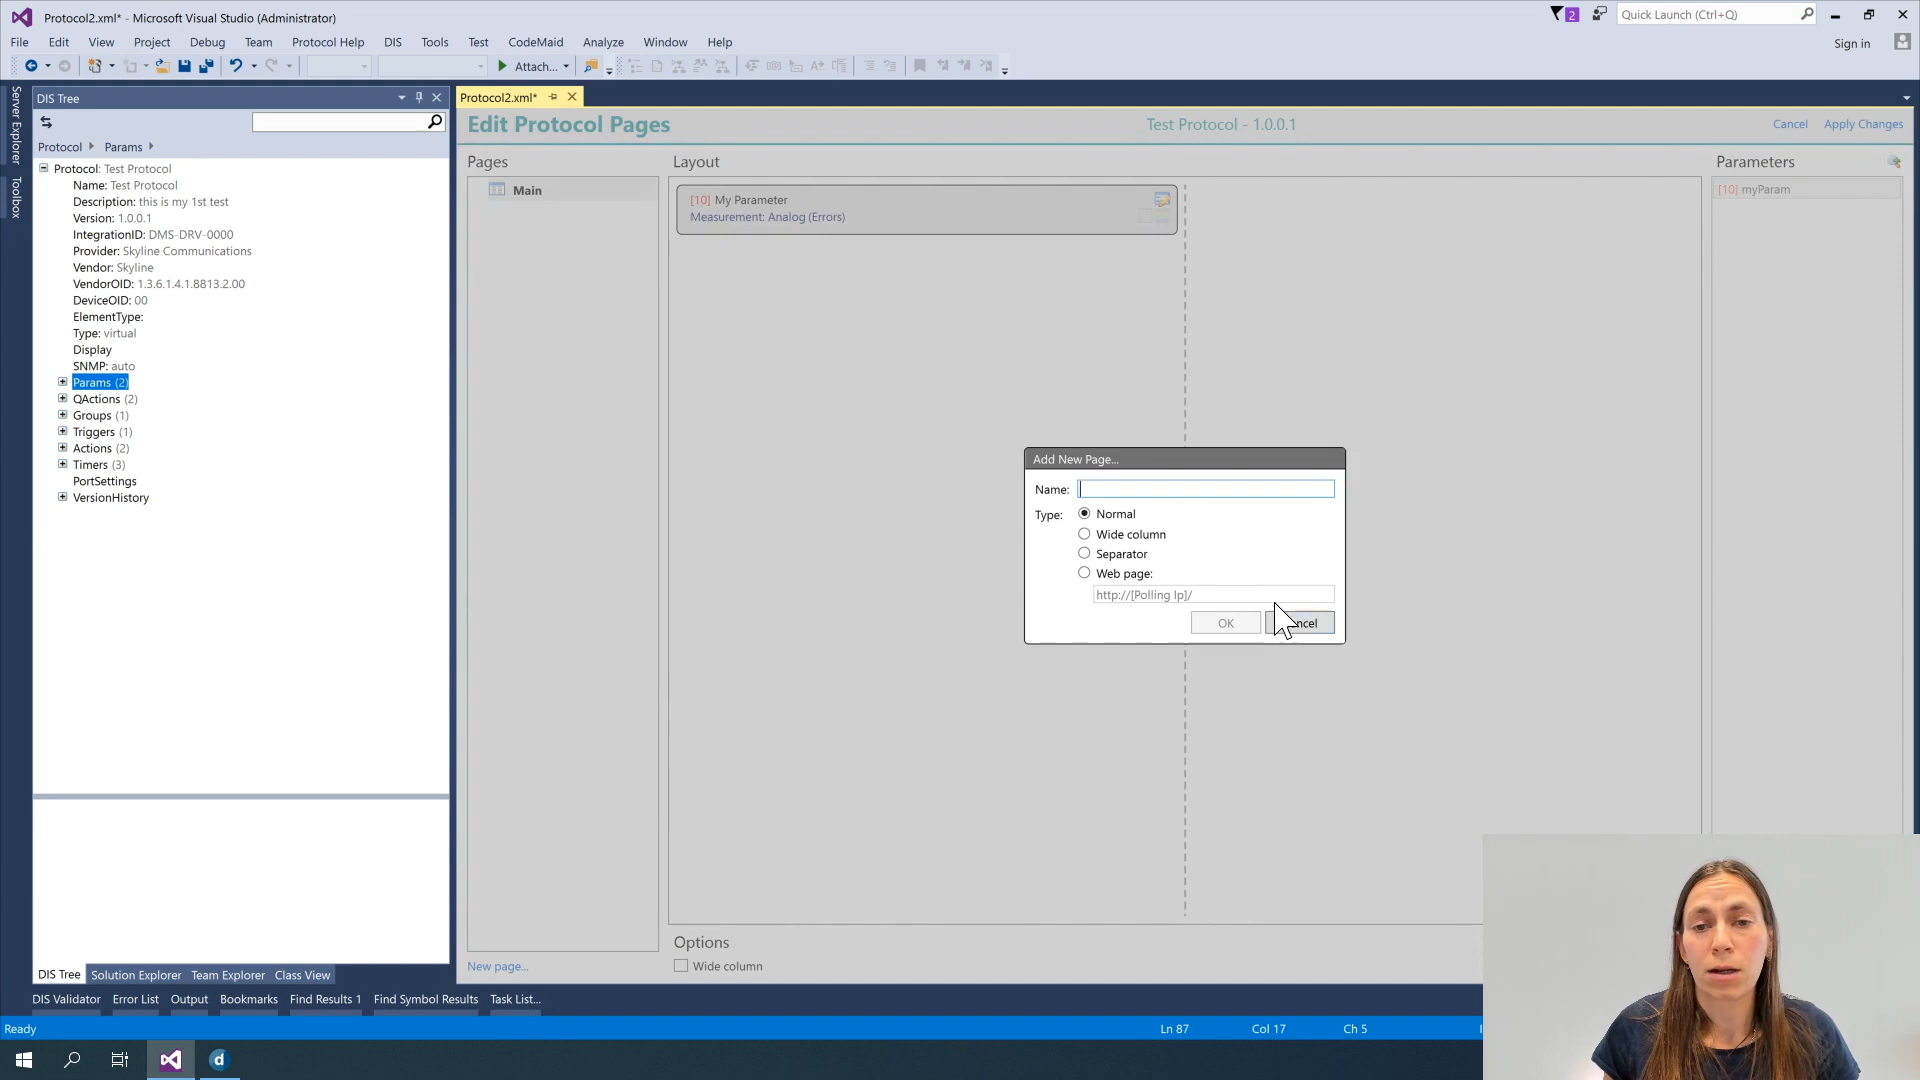 Protocol2.xml* - Microsoft Visual Studio (Administrator)
2
Quick Launch (Ctrl+Q)
File Edit View Project Debug Team Protocol Help DIS Tools Test CodeMaid Analyze Window Help
Sign in
Attach...
Server Explorer
Toolbox
DIS Tree
Protocol Params
Protocol: Test Protocol
Name: Test Protocol
Description: this is my 1st test
Version: 1.0.0.1
IntegrationID: DMS-DRV-0000
Provider: Skyline Communications
Vendor: Skyline
VendorOID: 1.3.6.1.4.1.8813.2.00
DeviceOID: 00
ElementType:
Type: virtual
Display
SNMP: auto
Params (2)
QActions (2)
Groups (1)
Triggers (1)
Actions (2)
Timers (3)
PortSettings
VersionHistory
DIS Tree Solution Explorer Team Explorer Class View
Protocol2.xml*
Edit Protocol Pages
Test Protocol - 1.0.0.1
Cancel Apply Changes
Pages
Main
New page...
Layout
[10] My Parameter
Measurement: Analog (Errors)
Parameters
[10] myParam
Add New Page...
Name:
Type:
Normal
Wide column
Separator
Web page:
http://[Polling Ip]/
OK
Options
Wide column
DIS Validator Error List Output Bookmarks Find Results 1 Find Symbol Results Task List...
Ready
Ln 87 Col 17 Ch 5
d